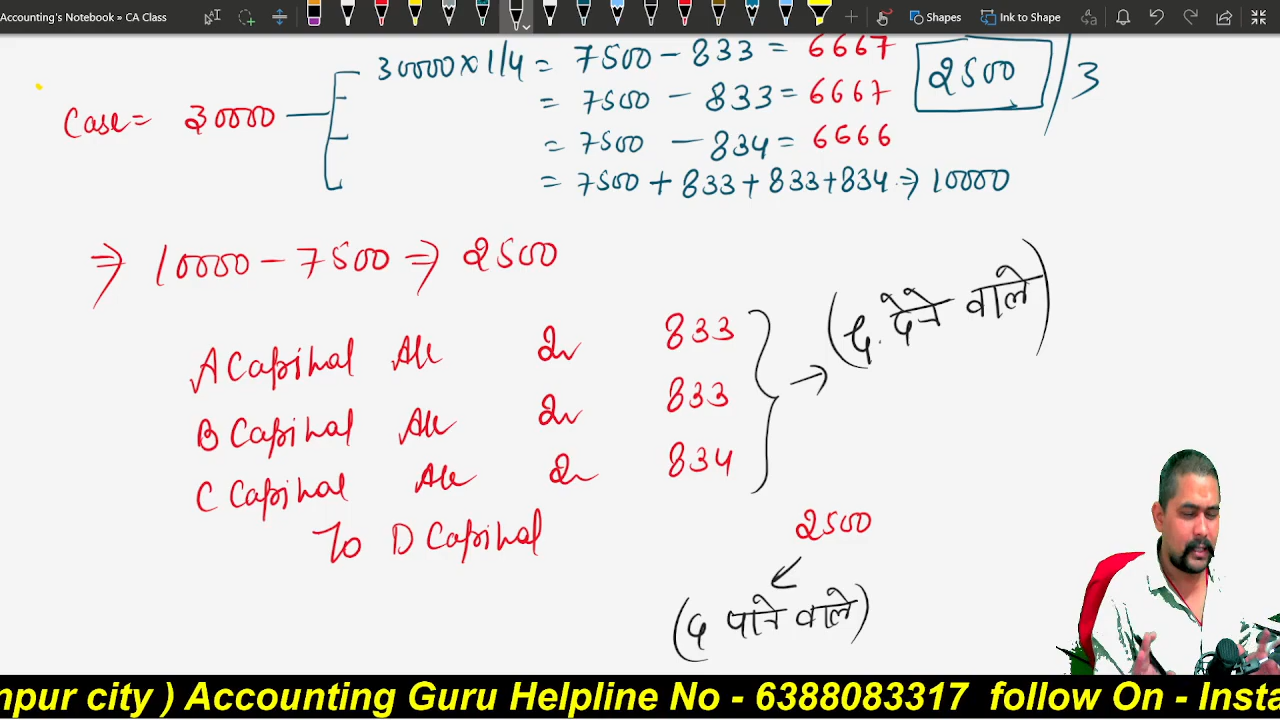 Accounting's Notebook » CA Class
Shapes
Ink to Shape
30000 x 1/4 = 7500 - 833 = 6667
= 7500 - 833 = 6667
= 7500 - 834 = 6666
= 7500 + 833 + 833 + 834 ⇒ 10000
2500 / 3
Case = 30000
⇒ 10000 - 7500 ⇒ 2500
A Capital A/c Dr 833
B Capital A/c Dr 833
C Capital A/c Dr 834
To D Capital
2500
→ (द. देने वाले)
(द पाने वाले)
npur city ) Accounting Guru Helpline No - 6388083317 follow On - Insta